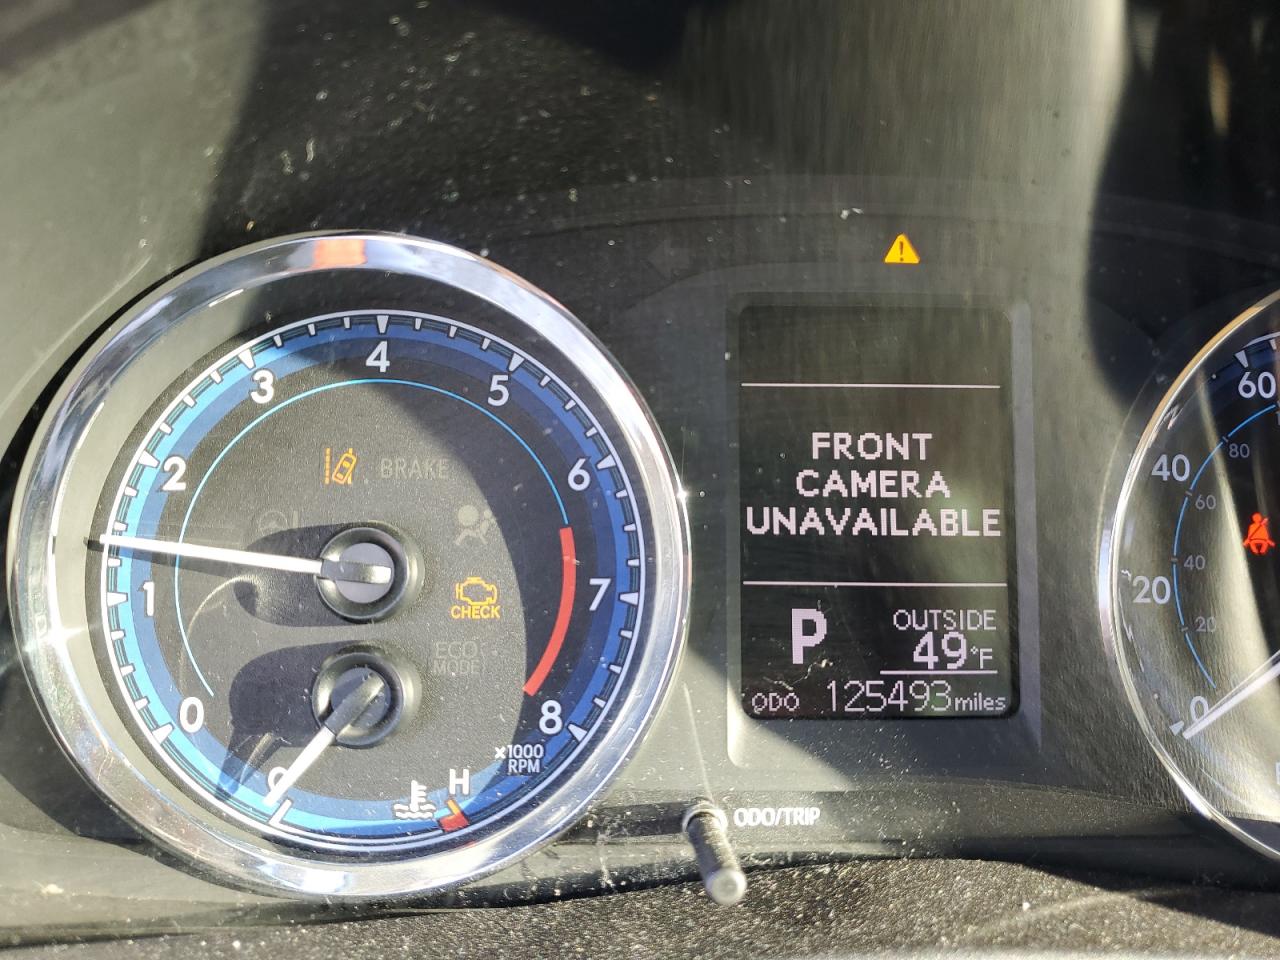 4
3
5
2
BRAKE
6
1
CHECK
7
ECO
MODE
0
8
x1000
RPM
H
FRONT
CAMERA
UNAVAILABLE
P
OUTSIDE
49°F
ODO 125493 miles
ODO/TRIP
60
80
40
60
40
20
20
0